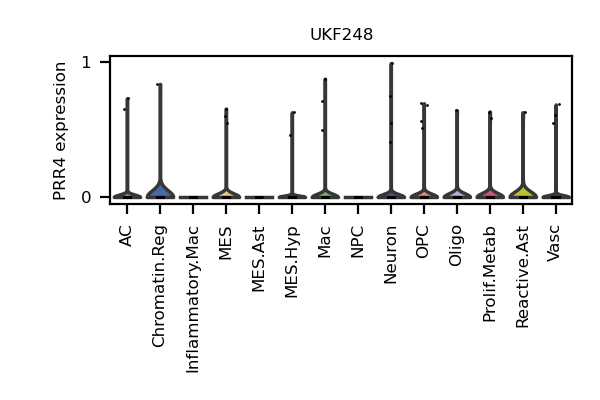 UKF248
PRR4 expression
1
0
AC
Chromatin.Reg
Inflammatory.Mac
MES
MES.Ast
MES.Hyp
Mac
NPC
Neuron
OPC
Oligo
Prolif.Metab
Reactive.Ast
Vasc